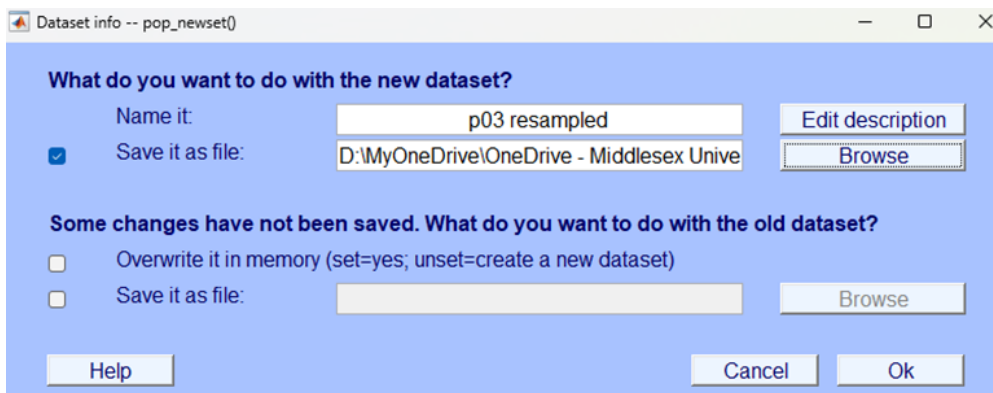 Dataset info -- pop_newset()
What do you want to do with the new dataset?
Name it: p03 resampled Edit description
Save it as file: D:\MyOneDrive\OneDrive - Middlesex Unive Browse
Some changes have not been saved. What do you want to do with the old dataset?
Overwrite it in memory (set=yes; unset=create a new dataset)
Save it as file: Browse
Help Cancel Ok